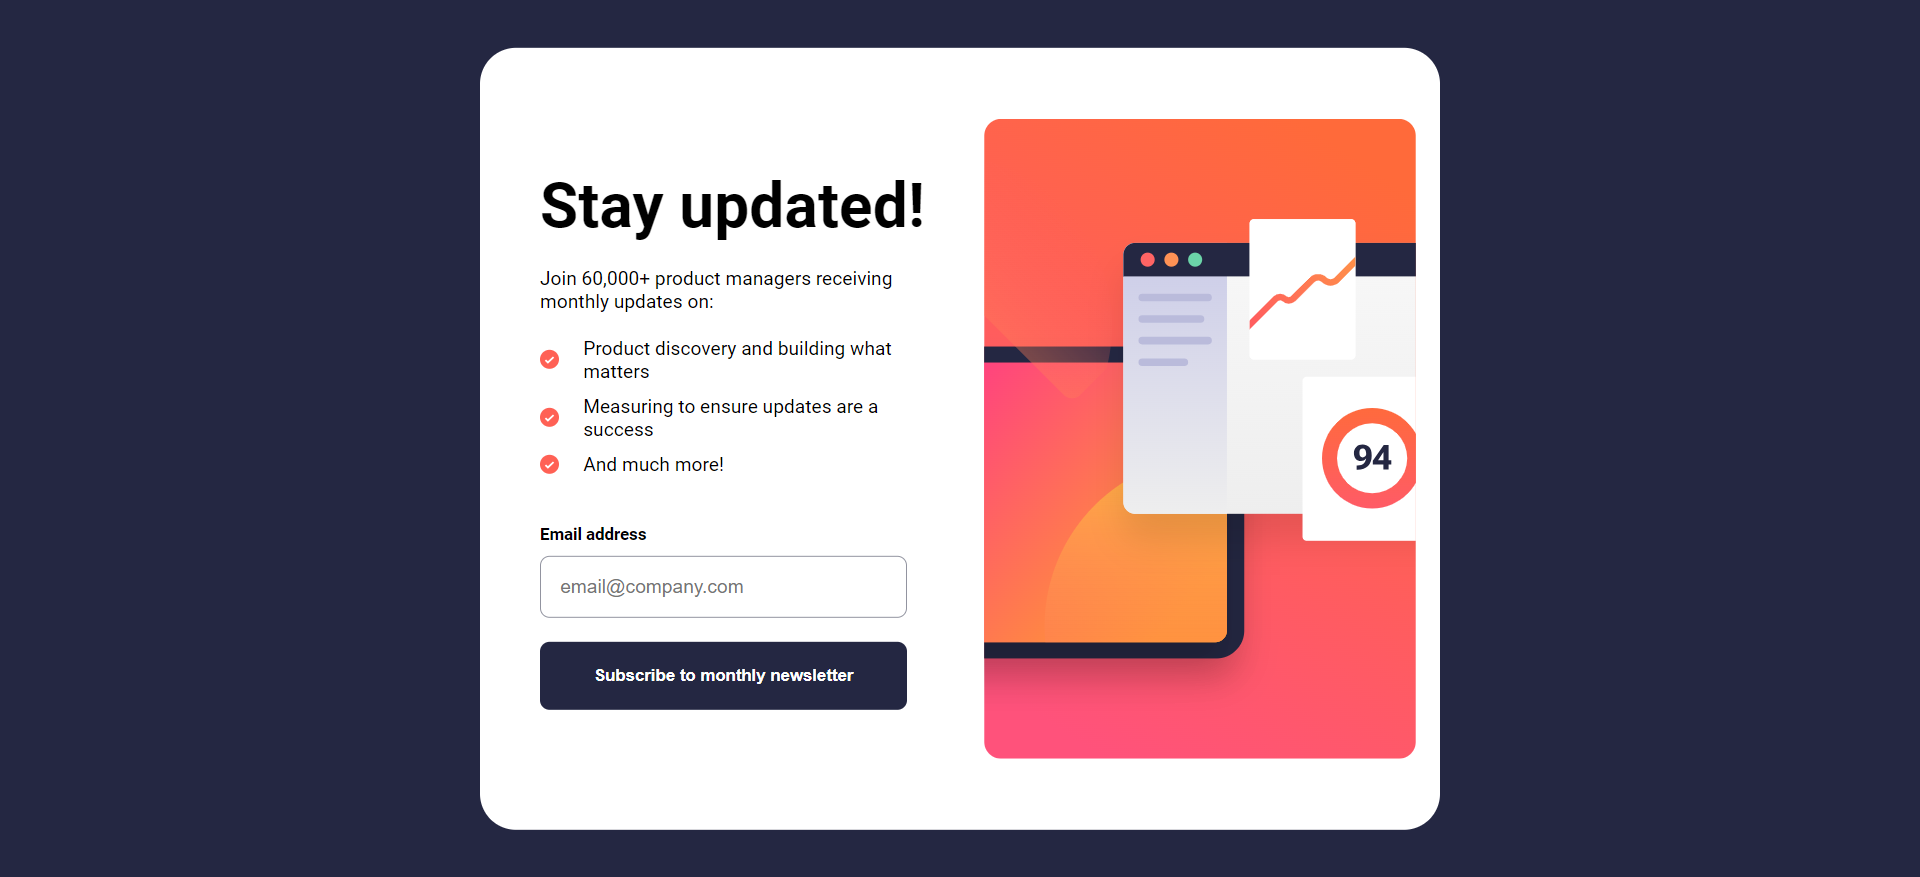 Stay updated!
Join 60,000+ product managers receiving
monthly updates on:
Product discovery and building what
matters
Measuring to ensure updates are a
success
And much more!
Email address
email@company.com
Subscribe to monthly newsletter
94